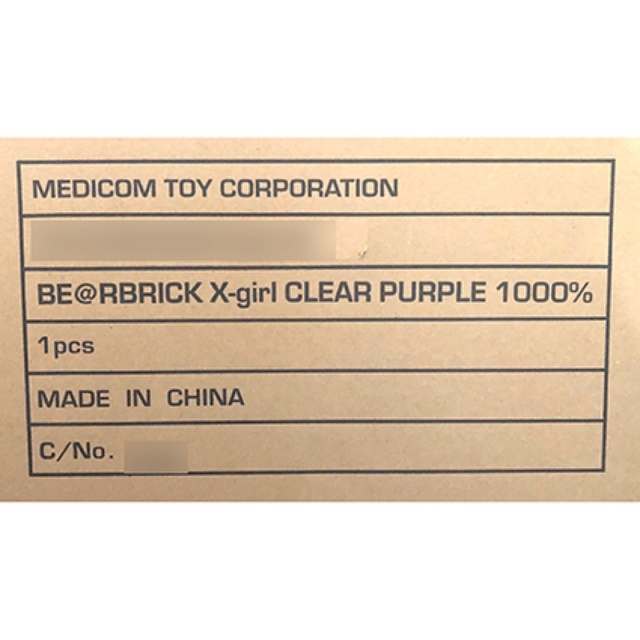 MEDICOM TOY CORPORATION
BE@RBRICK X-girl CLEAR PURPLE 1000%
1pcs
MADE IN CHINA
C/No.